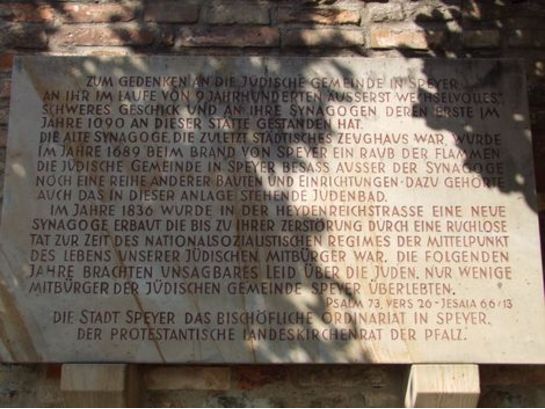 ZUM GEDENKEN AN DIE JÜDISCHE GEMEINDE IN SPEYER
AN IHR IM LAUFE VON 9 JAHRHUNDERTEN ÄUSSERST WECHSELVOLLES
SCHWERES GESCHICK UND AN IHRE SYNAGOGEN, DEREN ERSTE IM
JAHRE 1090 AN DIESER STÄTTE GESTANDEN HAT.
DIE ALTE SYNAGOGE, DIE ZULETZT STÄDTISCHES ZEUGHAUS WAR, WURDE
IM JAHRE 1689 BEIM BRAND VON SPEYER EIN RAUB DER FLAMMEN
DIE JÜDISCHE GEMEINDE IN SPEYER BESASS AUSSER DER SYNAGOGE
NOCH EINE REIHE ANDERER BAUTEN UND EINRICHTUNGEN · DAZU GEHÖRTE
AUCH DAS IN DIESER ANLAGE STEHENDE JUDENBAD.
IM JAHRE 1836 WURDE IN DER HEYDENREICHSTRASSE EINE NEUE
SYNAGOGE ERBAUT DIE BIS ZU IHRER ZERSTÖRUNG DURCH EINE RUCHLOSE
TAT ZUR ZEIT DES NATIONALSOZIALISTISCHEN REGIMES DER MITTELPUNKT
DES LEBENS UNSERER JÜDISCHEN MITBÜRGER WAR. DIE FOLGENDEN
JAHRE BRACHTEN UNSAGBARES LEID ÜBER DIE JUDEN. NUR WENIGE
MITBÜRGER DER JÜDISCHEN GEMEINDE SPEYER ÜBERLEBTEN.
PSALM 73, VERS 26 - JESAIA 66/13
DIE STADT SPEYER DAS BISCHÖFLICHE ORDINARIAT IN SPEYER.
DER PROTESTANTISCHE LANDESKIRCHENRAT DER PFALZ.